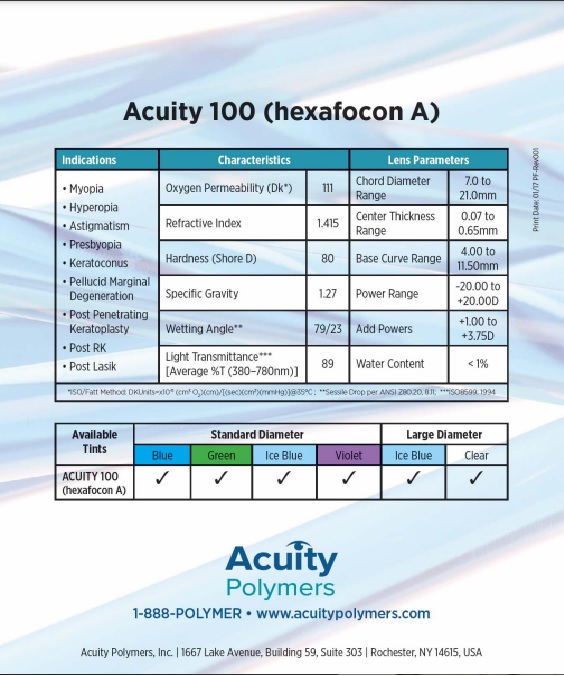 Acuity 100 (hexafocon A)
Indications Characteristics Lens Parameters
• Myopia
• Hyperopia
• Astigmatism
• Presbyopia
• Keratoconus
• Pellucid Marginal
Degeneration
• Post Penetrating
Keratoplasty
• Post RK
• Post Lasik
Oxygen Permeability (Dk*) 111
Refractive Index 1.415
Hardness (Shore D) 80
Specific Gravity 1.27
Wetting Angle** 79/23
Light Transmittance***
[Average %T (380–780nm)] 89
Chord Diameter
Range
7.0 to
21.0mm
Center Thickness
Range
0.07 to
0.65mm
Base Curve Range
4.00 to
11.50mm
Power Range
-20.00 to
+20.00D
Add Powers
+1.00 to
+3.75D
Water Content < 1%
*ISO/Fatt Method: DKUnits=x10⁻¹¹ (cm³·O₂)(cm)/[(sec)(cm²)(mmHg)]@35°C; **Sessile Drop per ANSI Z80.20, 8.11; ***ISO8599, 1994
Print Date: 01/17 PF-Rev001
Available
Tints
Standard Diameter Large Diameter
Blue Green Ice Blue Violet Ice Blue Clear
ACUITY 100
(hexafocon A)
✓ ✓ ✓ ✓ ✓ ✓
Acuity
Polymers
1-888-POLYMER • www.acuitypolymers.com
Acuity Polymers, Inc. | 1667 Lake Avenue, Building 59, Suite 303 | Rochester, NY 14615, USA